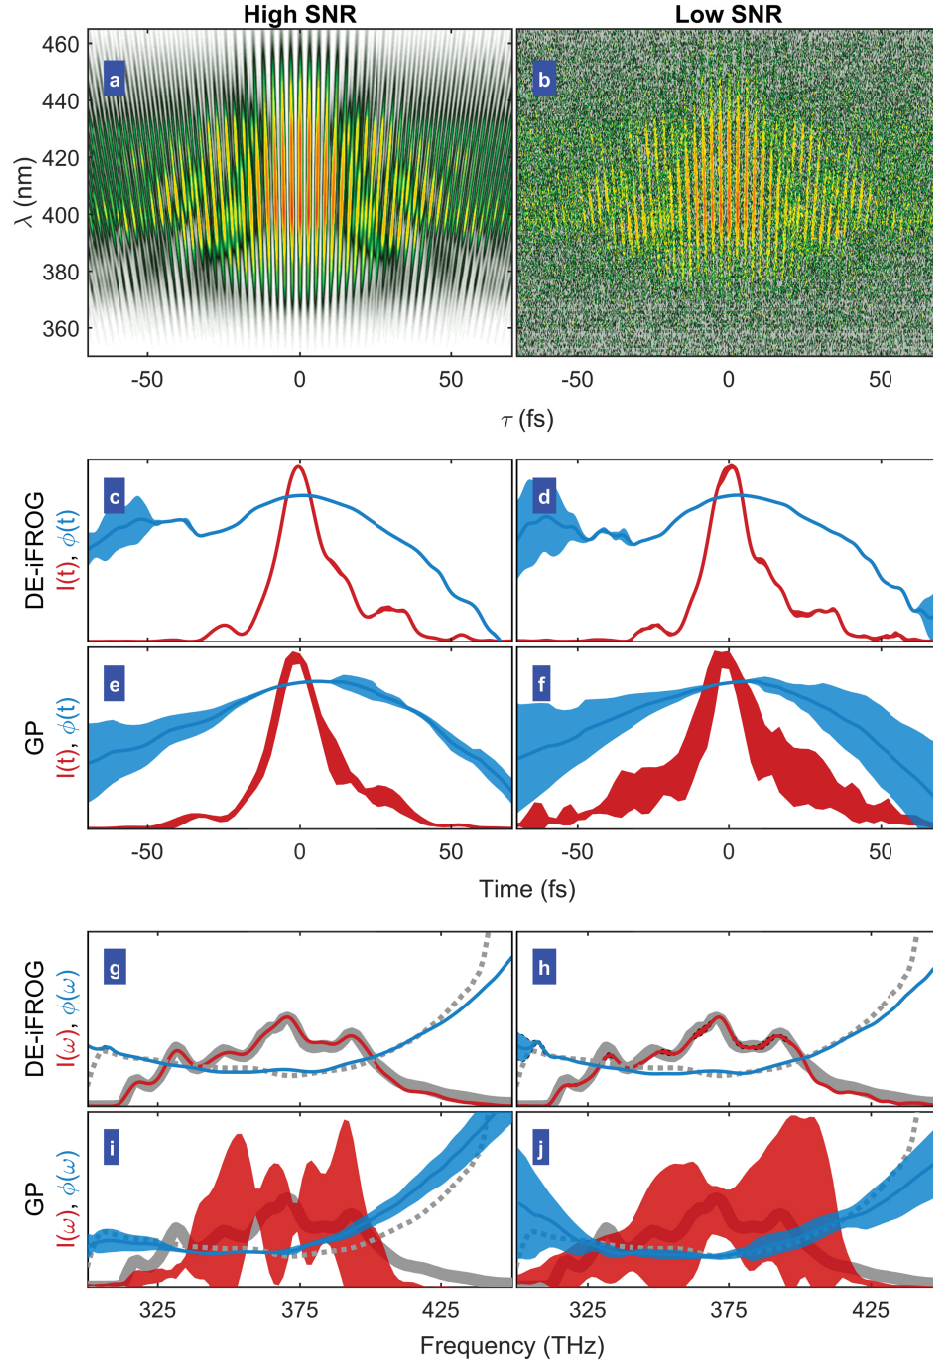 High SNR
Low SNR
a
b
λ (nm)
460
440
420
400
380
360
-50
0
50
-50
0
50
τ (fs)
DE-iFROG
I(t), ϕ(t)
c
d
GP
I(t), ϕ(t)
e
f
-50
0
50
-50
0
50
Time (fs)
DE-iFROG
I(ω), ϕ(ω)
g
h
GP
I(ω), ϕ(ω)
i
j
325
375
425
325
375
425
Frequency (THz)